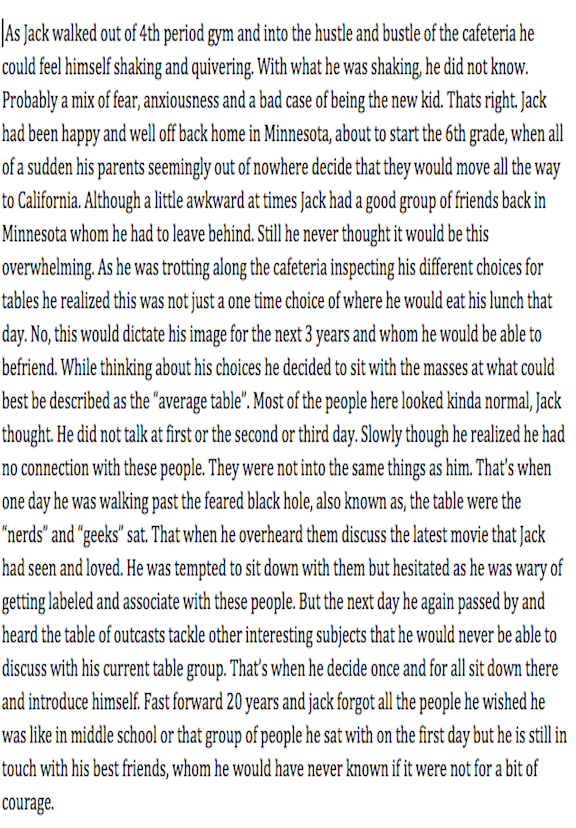 As Jack walked out of 4th period gym and into the hustle and bustle of the cafeteria he
could feel himself shaking and quivering. With what he was shaking, he did not know.
Probably a mix of fear, anxiousness and a bad case of being the new kid. Thats right. Jack
had been happy and well off back home in Minnesota, about to start the 6th grade, when all
of a sudden his parents seemingly out of nowhere decide that they would move all the way
to California. Although a little awkward at times Jack had a good group of friends back in
Minnesota whom he had to leave behind. Still he never thought it would be this
overwhelming. As he was trotting along the cafeteria inspecting his different choices for
tables he realized this was not just a one time choice of where he would eat his lunch that
day. No, this would dictate his image for the next 3 years and whom he would be able to
befriend. While thinking about his choices he decided to sit with the masses at what could
best be described as the “average table”. Most of the people here looked kinda normal, Jack
thought. He did not talk at first or the second or third day. Slowly though he realized he had
no connection with these people. They were not into the same things as him. That's when
one day he was walking past the feared black hole, also known as, the table were the
“nerds” and “geeks” sat. That when he overheard them discuss the latest movie that Jack
had seen and loved. He was tempted to sit down with them but hesitated as he was wary of
getting labeled and associate with these people. But the next day he again passed by and
heard the table of outcasts tackle other interesting subjects that he would never be able to
discuss with his current table group. That’s when he decide once and for all sit down there
and introduce himself. Fast forward 20 years and jack forgot all the people he wished he
was like in middle school or that group of people he sat with on the first day but he is still in
touch with his best friends, whom he would have never known if it were not for a bit of
courage.